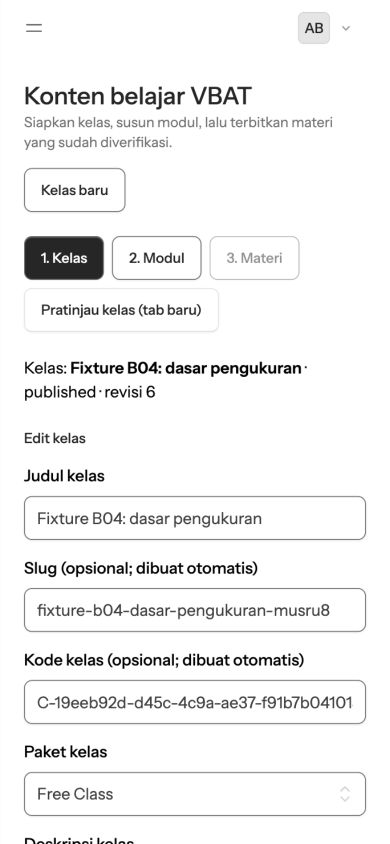 AB
Konten belajar VBAT
Siapkan kelas, susun modul, lalu terbitkan materi
yang sudah diverifikasi.
Kelas baru
1. Kelas
2. Modul
3. Materi
Pratinjau kelas (tab baru)
Kelas: Fixture B04: dasar pengukuran ·
published · revisi 6
Edit kelas
Judul kelas
Fixture B04: dasar pengukuran
Slug (opsional; dibuat otomatis)
fixture-b04-dasar-pengukuran-musru8
Kode kelas (opsional; dibuat otomatis)
C-19eeb92d-d45c-4c9a-ae37-f91b7b04101
Paket kelas
Free Class
Deskripsi kelas